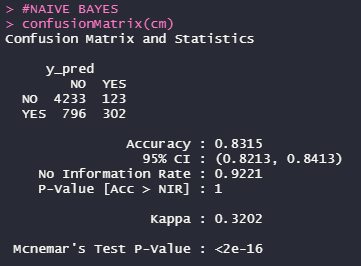 > #NAIVE BAYES
> confusionMatrix(cm)
Confusion Matrix and Statistics
y_pred
NO YES
NO 4233 123
YES 796 302
Accuracy : 0.8315
95% CI : (0.8213, 0.8413)
No Information Rate : 0.9221
P-Value [Acc > NIR] : 1
Kappa : 0.3202
Mcnemar's Test P-Value : <2e-16